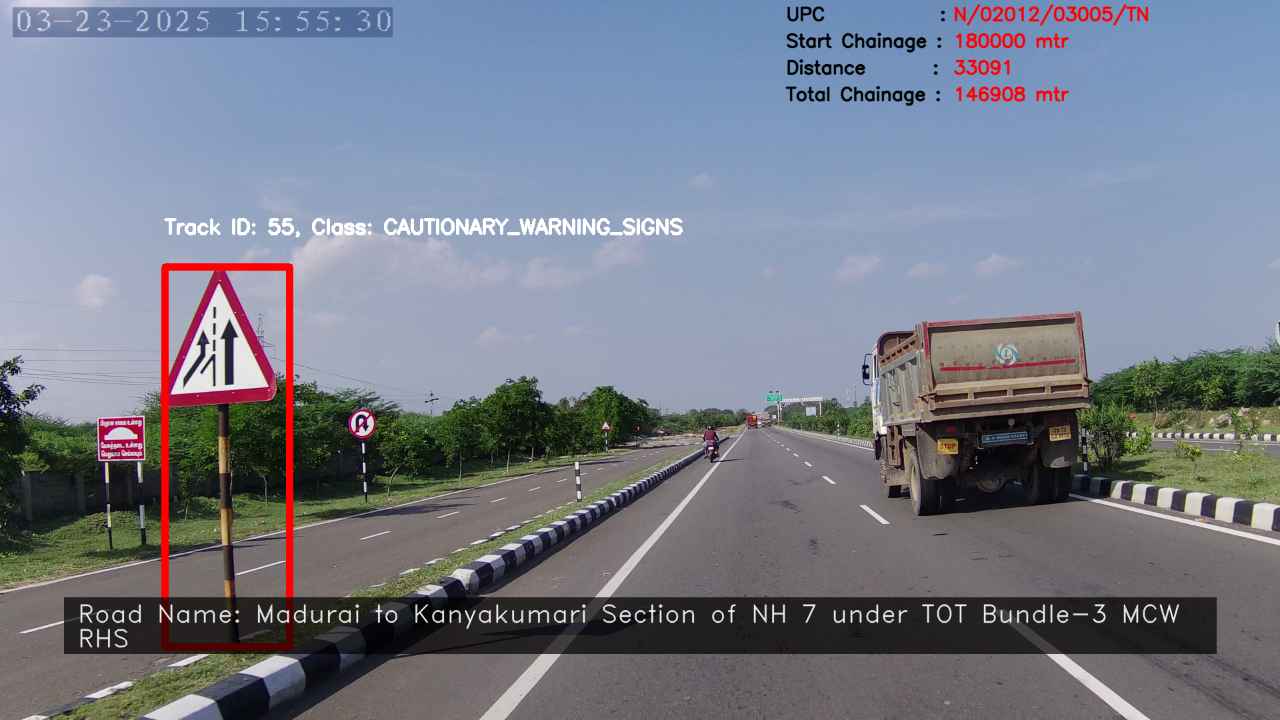 03-23-2025 15:55:30
UPC : N/02012/03005/TN
Start Chainage : 180000 mtr
Distance : 33091
Total Chainage : 146908 mtr
Track ID: 55, Class: CAUTIONARY_WARNING_SIGNS
STOP
Road Name: Madurai to Kanyakumari Section of NH 7 under TOT Bundle-3 MCW
RHS